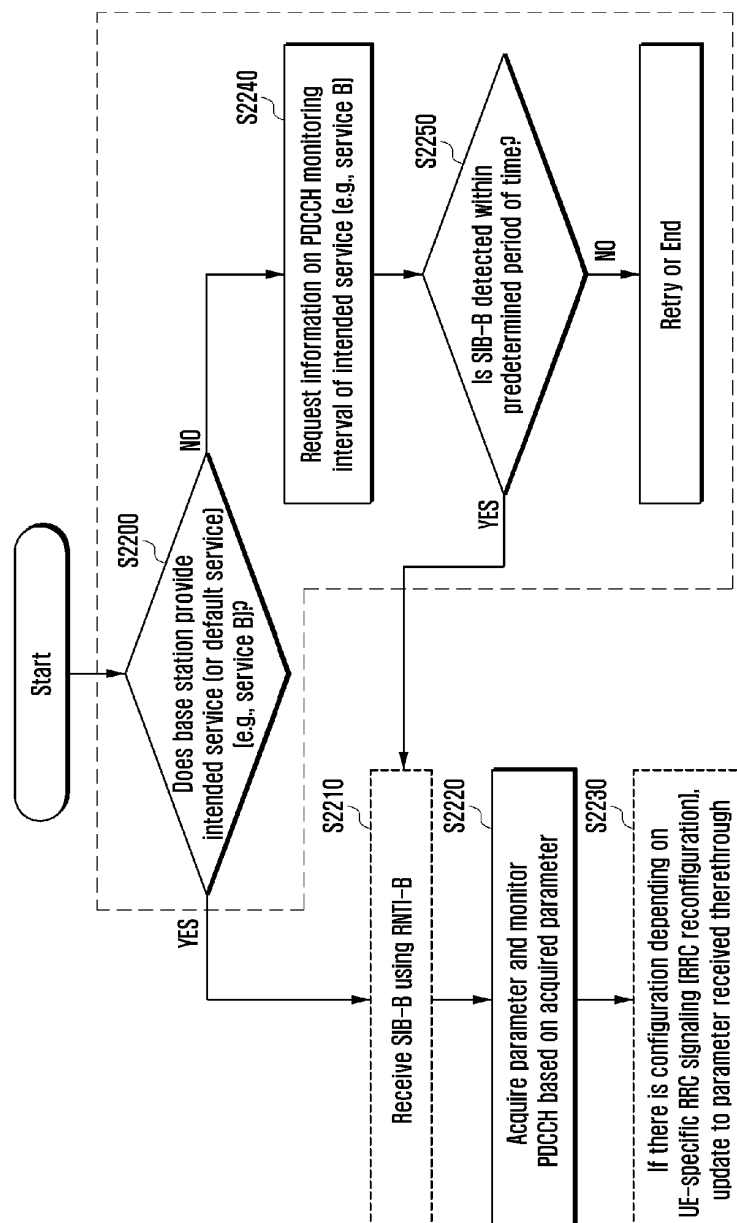 Start
S2200
Does base station provide
intended service (or default service)
(e.g., service B)?
YES
NO
S2240
Request information on PDCCH monitoring
interval of intended service (e.g., service B)
S2250
Is SIB-B detected within
predetermined period of time?
YES
NO
Retry or End
S2210
Receive SIB-B using RNTI-B
S2220
Acquire parameter and monitor
PDCCH based on acquired parameter
S2230
If there is configuration depending on
UE-specific RRC signaling (RRC reconfiguration),
update to parameter received therethrough